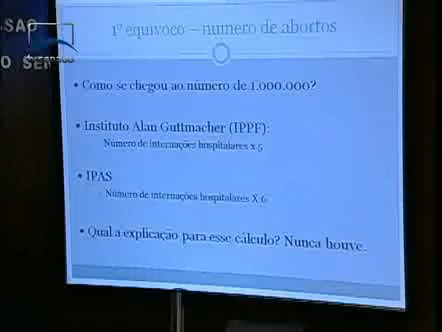 SAP
O SE
1º equívoco – numero de abortos
• Como se chegou ao número de 1.000.000?
• Instituto Alan Guttmacher (IPPF):
Número de internações hospitalares x 5
• IPAS
Número de internações hospitalares X 6
• Qual a explicação para esse cálculo? Nunca houve.